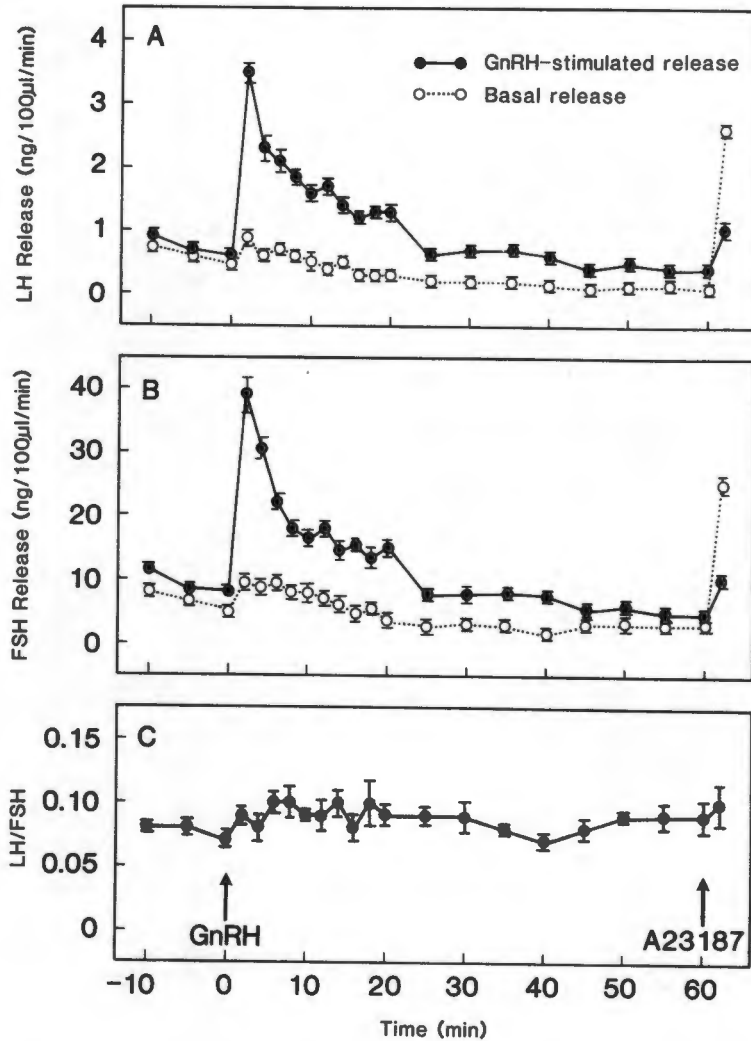 A
GnRH-stimulated release
Basal release
4
3
2
1
0
LH Release (ng/100μl/min)
B
40
30
20
10
0
FSH Release (ng/100μl/min)
C
0.15
0.10
0.05
0
LH/FSH
GnRH
A23187
-10 0 10 20 30 40 50 60
Time (min)